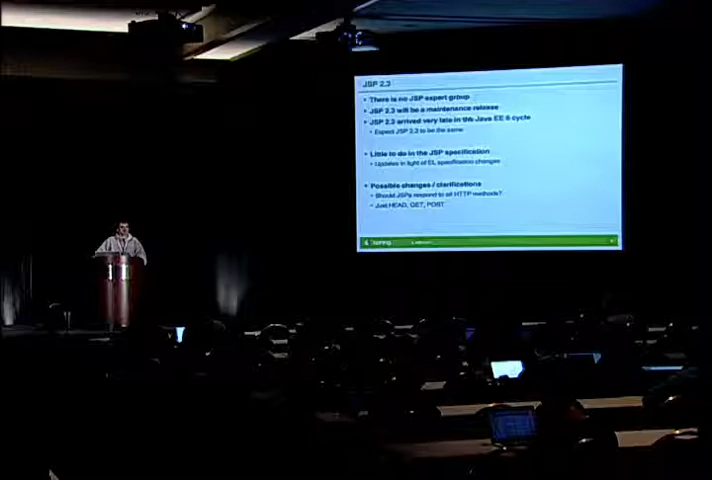 JSP 2.3
• There is no JSP expert group
• JSP 2.3 will be a maintenance release
• JSP 2.3 arrived very late in the Java EE 6 cycle
• Expect JSP 2.3 to be the same
• Little to do in the JSP specification
• Updates in light of EL specification changes
• Possible changes / clarifications
• Should JSPs respond to all HTTP methods?
• Just HEAD, GET, POST